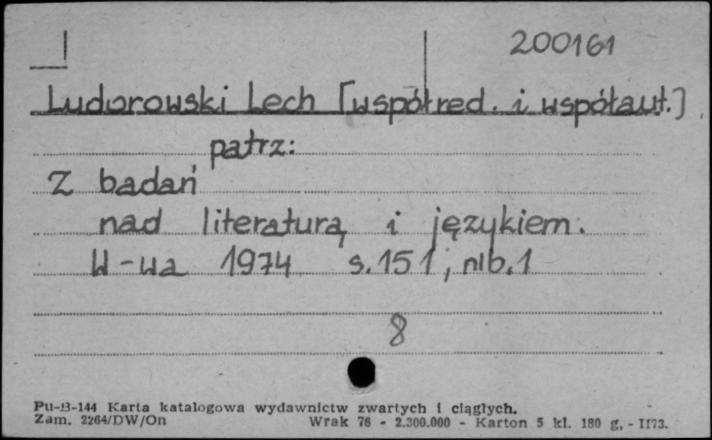 200161
Ludorowski Lech [współred. i współaut.]
patrz:
Z badań
nad literaturą i językiem.
W-wa 1974 s.151, nlb.1
8
Pu-B-144 Karta katalogowa wydawnictw zwartych i ciągłych.
Zam. 2264/DW/On Wrak 76 - 2.300.000 - Karton 5 kl. 180 g. - II73.